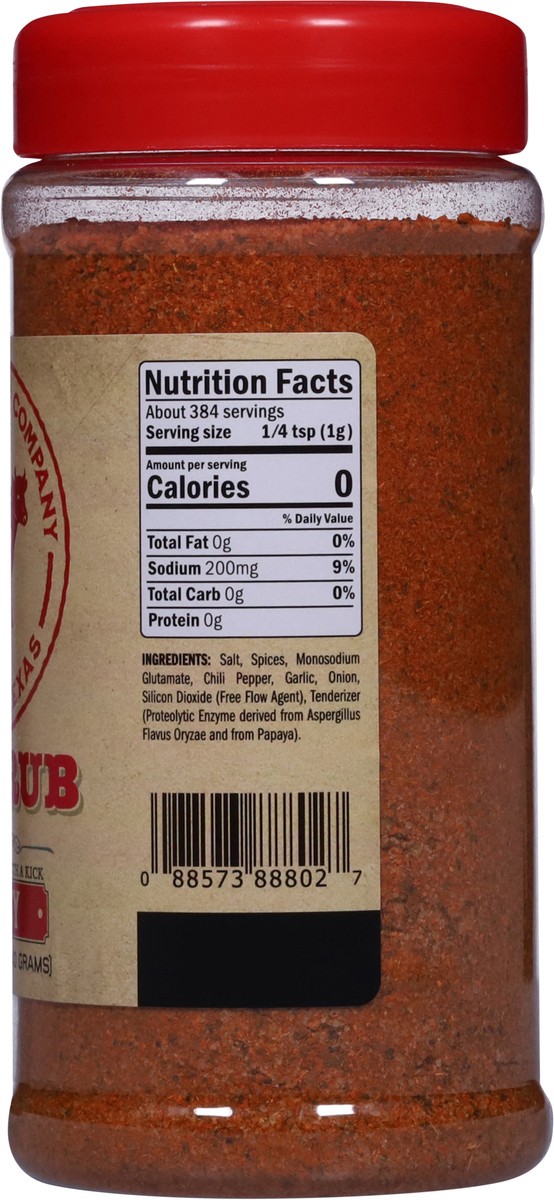 COMPANY
EXAS
RUB
TH A KICK
Y
0 GRAMS)
Nutrition Facts
About 384 servings
Serving size 1/4 tsp (1g)
Amount per serving
Calories 0
% Daily Value
Total Fat 0g 0%
Sodium 200mg 9%
Total Carb 0g 0%
Protein 0g
INGREDIENTS: Salt, Spices, Monosodium
Glutamate, Chili Pepper, Garlic, Onion,
Silicon Dioxide (Free Flow Agent), Tenderizer
(Proteolytic Enzyme derived from Aspergillus
Flavus Oryzae and from Papaya).
0 88573 88802 7